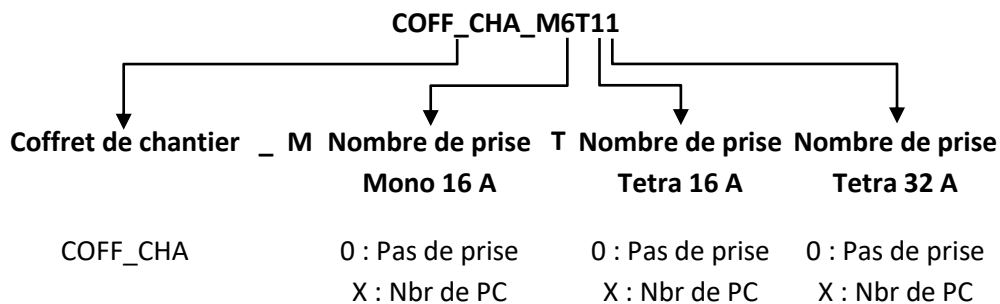 COFF_CHA_M6T11
Coffret de chantier _ M Nombre de prise T Nombre de prise Nombre de prise
Mono 16 A Tetra 16 A Tetra 32 A
COFF_CHA 0 : Pas de prise 0 : Pas de prise 0 : Pas de prise
X : Nbr de PC X : Nbr de PC X : Nbr de PC